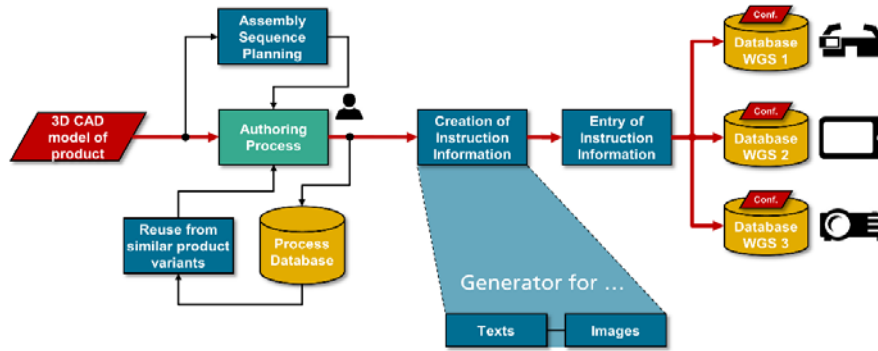 Assembly
Sequence
Planning
3D CAD
model of
product
Authoring
Process
Creation of
Instruction
Information
Entry of
Instruction
Information
Conf.
Database
WGS 1
Conf.
Database
WGS 2
Conf.
Database
WGS 3
Reuse from
similar product
variants
Process
Database
Generator for ...
Texts
Images